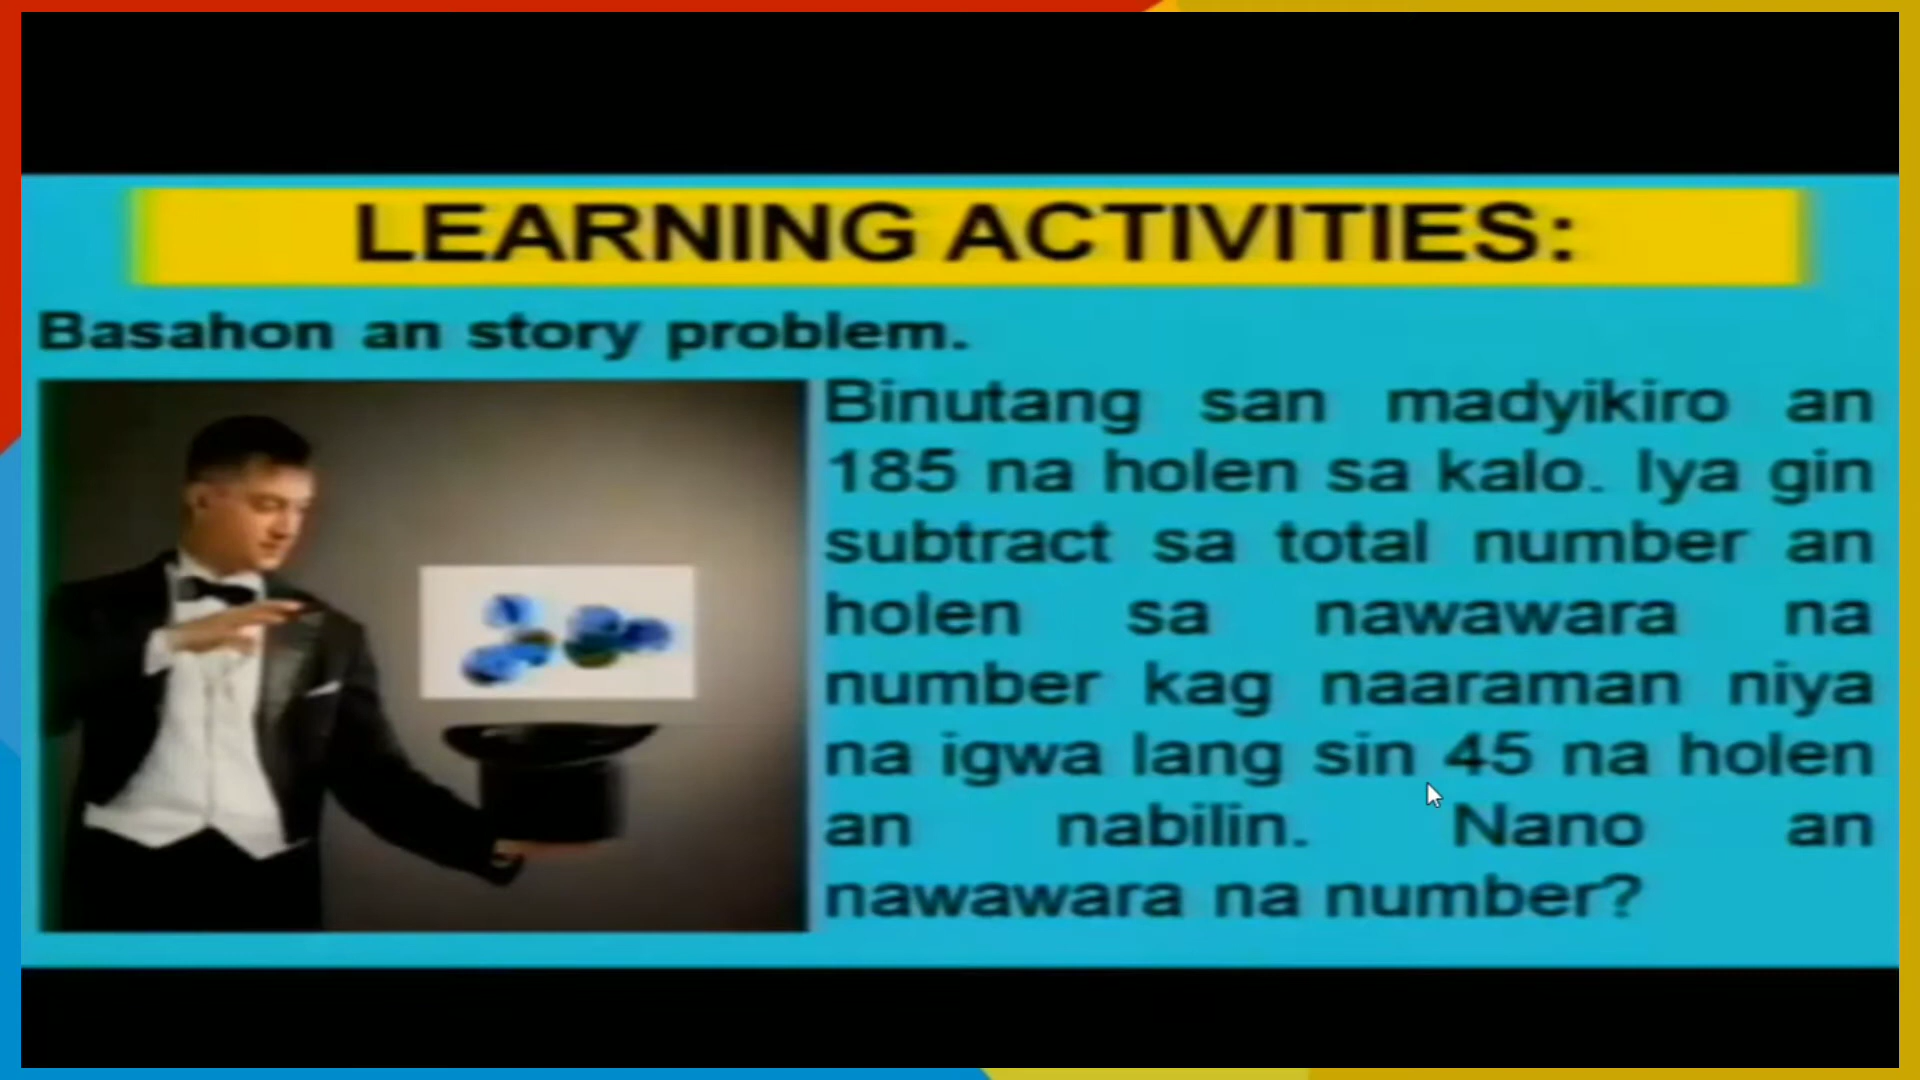 LEARNING ACTIVITIES:
Basahon an story problem.
Binutang san madyikiro an
185 na holen sa kalo. Iya gin
subtract sa total number an
holen sa nawawara na
number kag naaraman niya
na igwa lang sin 45 na holen
an nabilin. Nano an
nawawara na number?